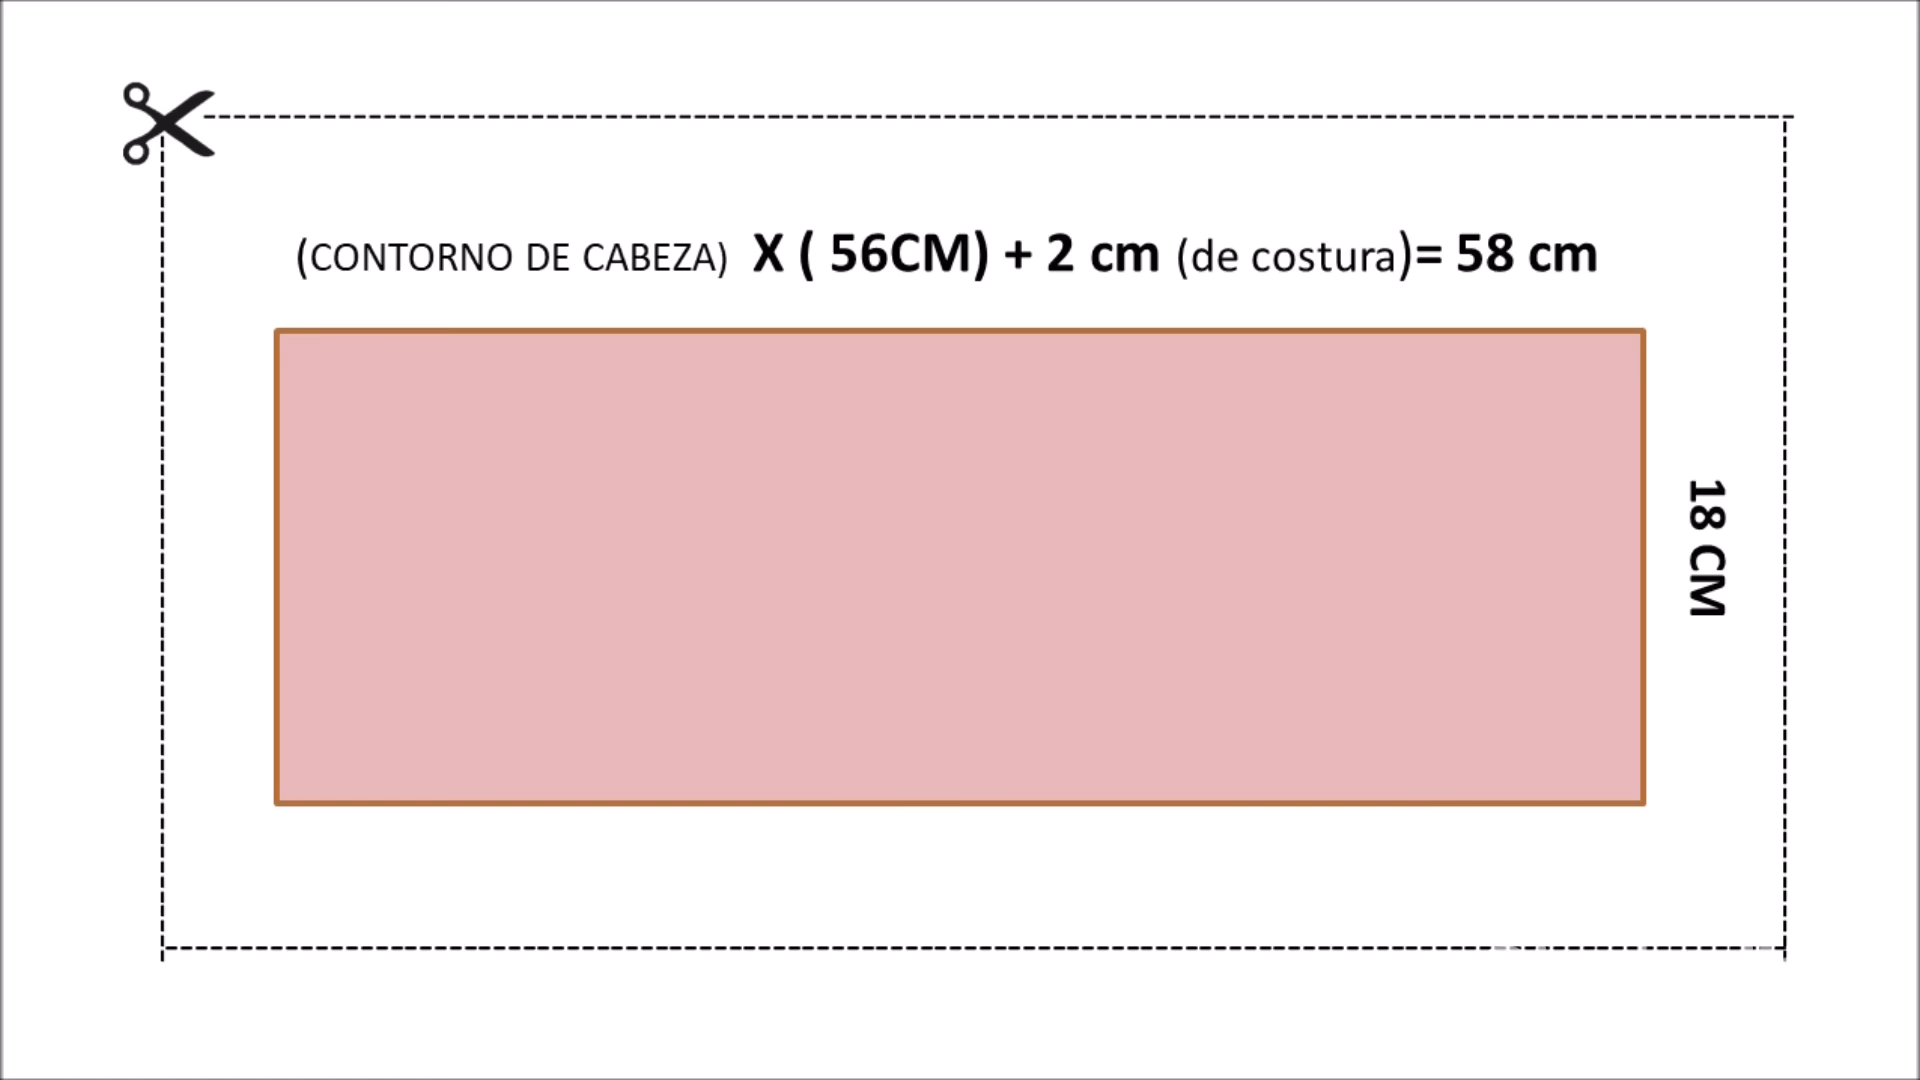 (CONTORNO DE CABEZA) X ( 56CM) + 2 cm (de costura)= 58 cm
18 CM